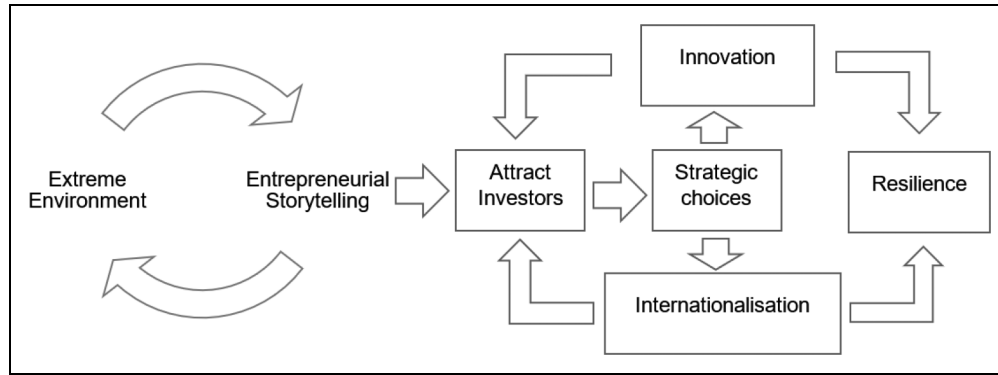 Extreme
Environment
Entrepreneurial
Storytelling
Attract
Investors
Strategic
choices
Innovation
Internationalisation
Resilience